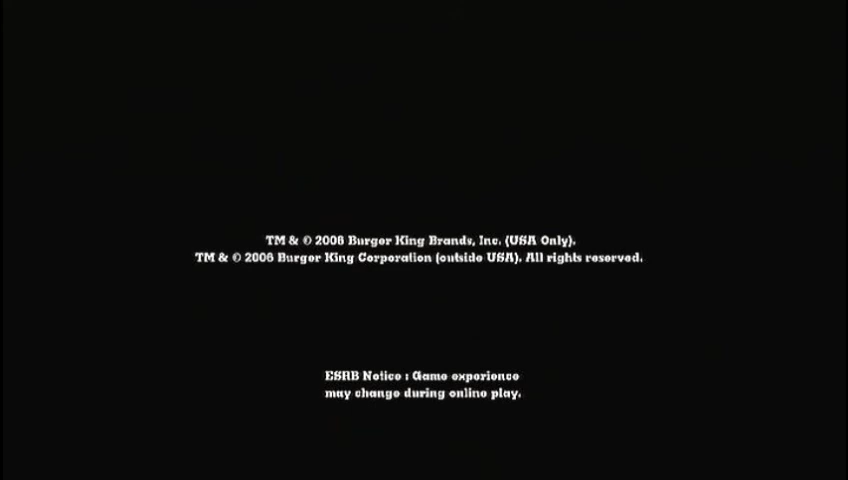 TM & © 2006 Burger King Brands, Inc. (USA Only).
TM & © 2006 Burger King Corporation (outside USA). All rights reserved.
ESRB Notice : Game experience
may change during online play.